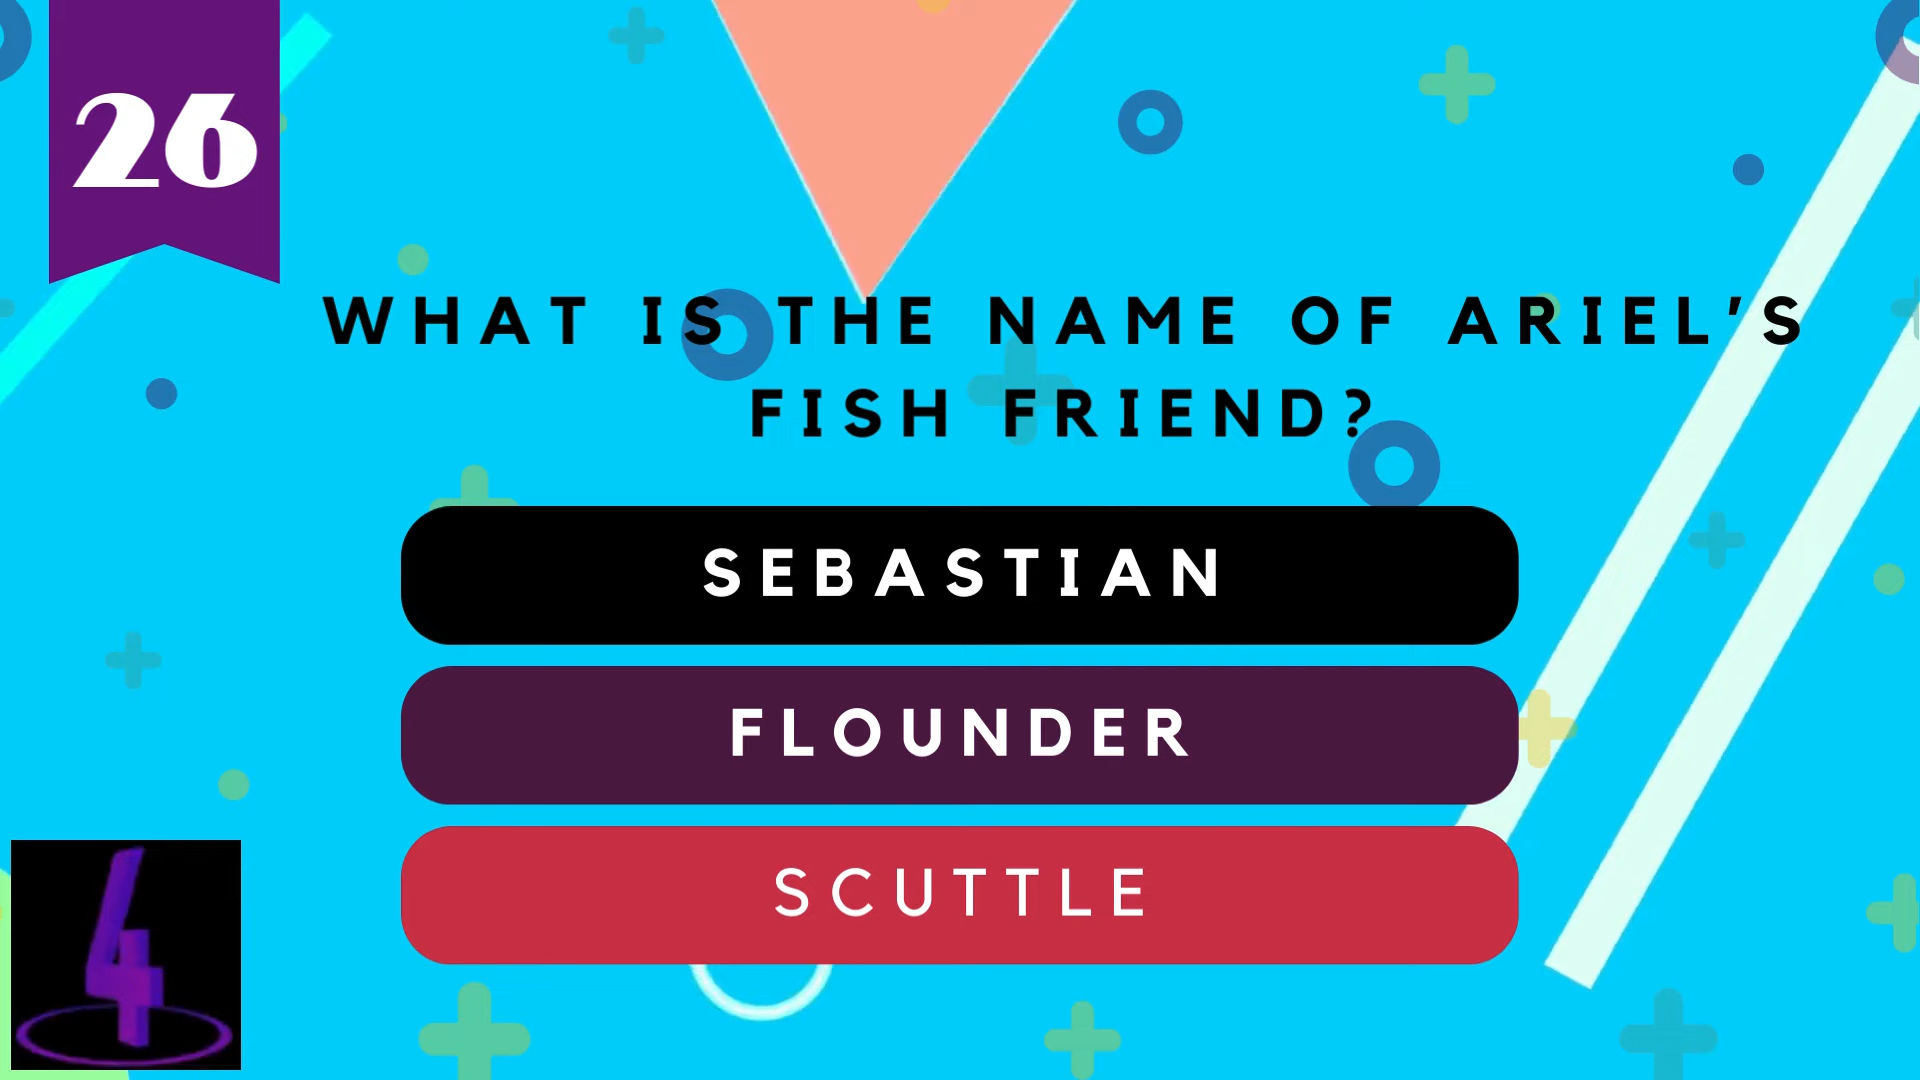 26
WHAT IS THE NAME OF ARIEL'S
FISH FRIEND?
SEBASTIAN
FLOUNDER
SCUTTLE
4